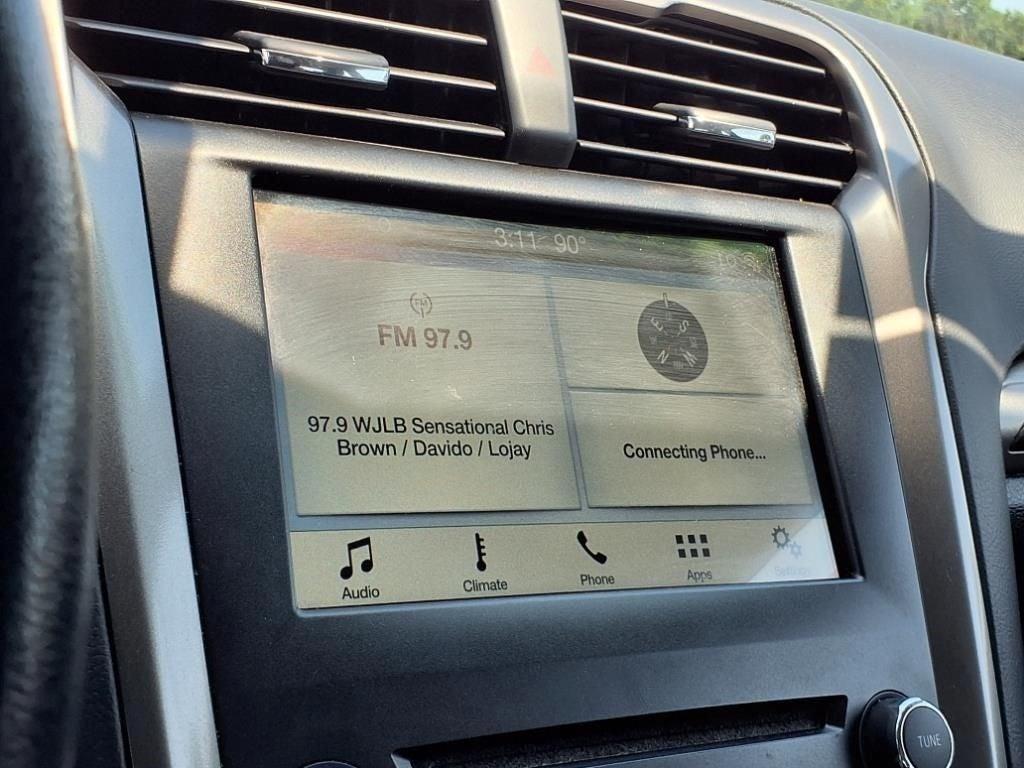 3:11 90°
FM
FM 97.9
97.9 WJLB Sensational Chris
Brown / Davido / Lojay
E S
N W
Connecting Phone...
Audio
Climate
Phone
Apps
Settings
TUNE